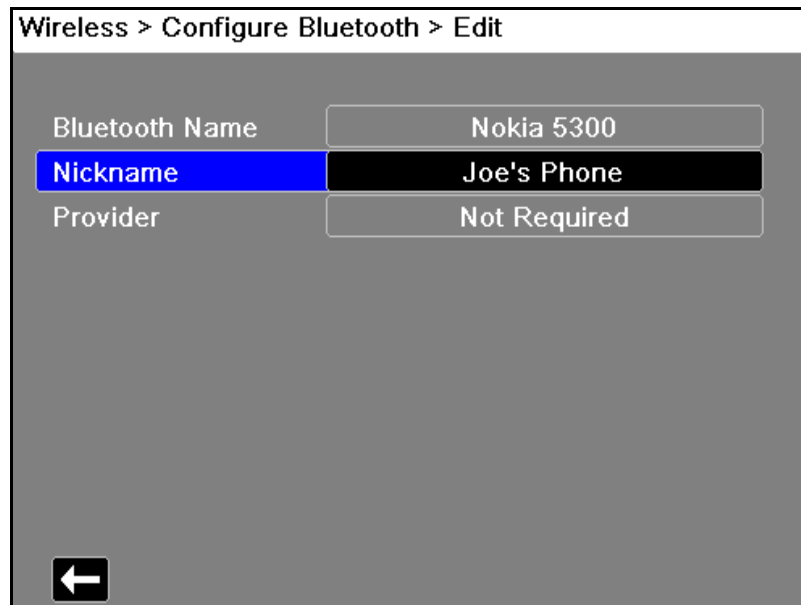 Wireless > Configure Bluetooth > Edit
Bluetooth Name Nokia 5300
Nickname Joe's Phone
Provider Not Required